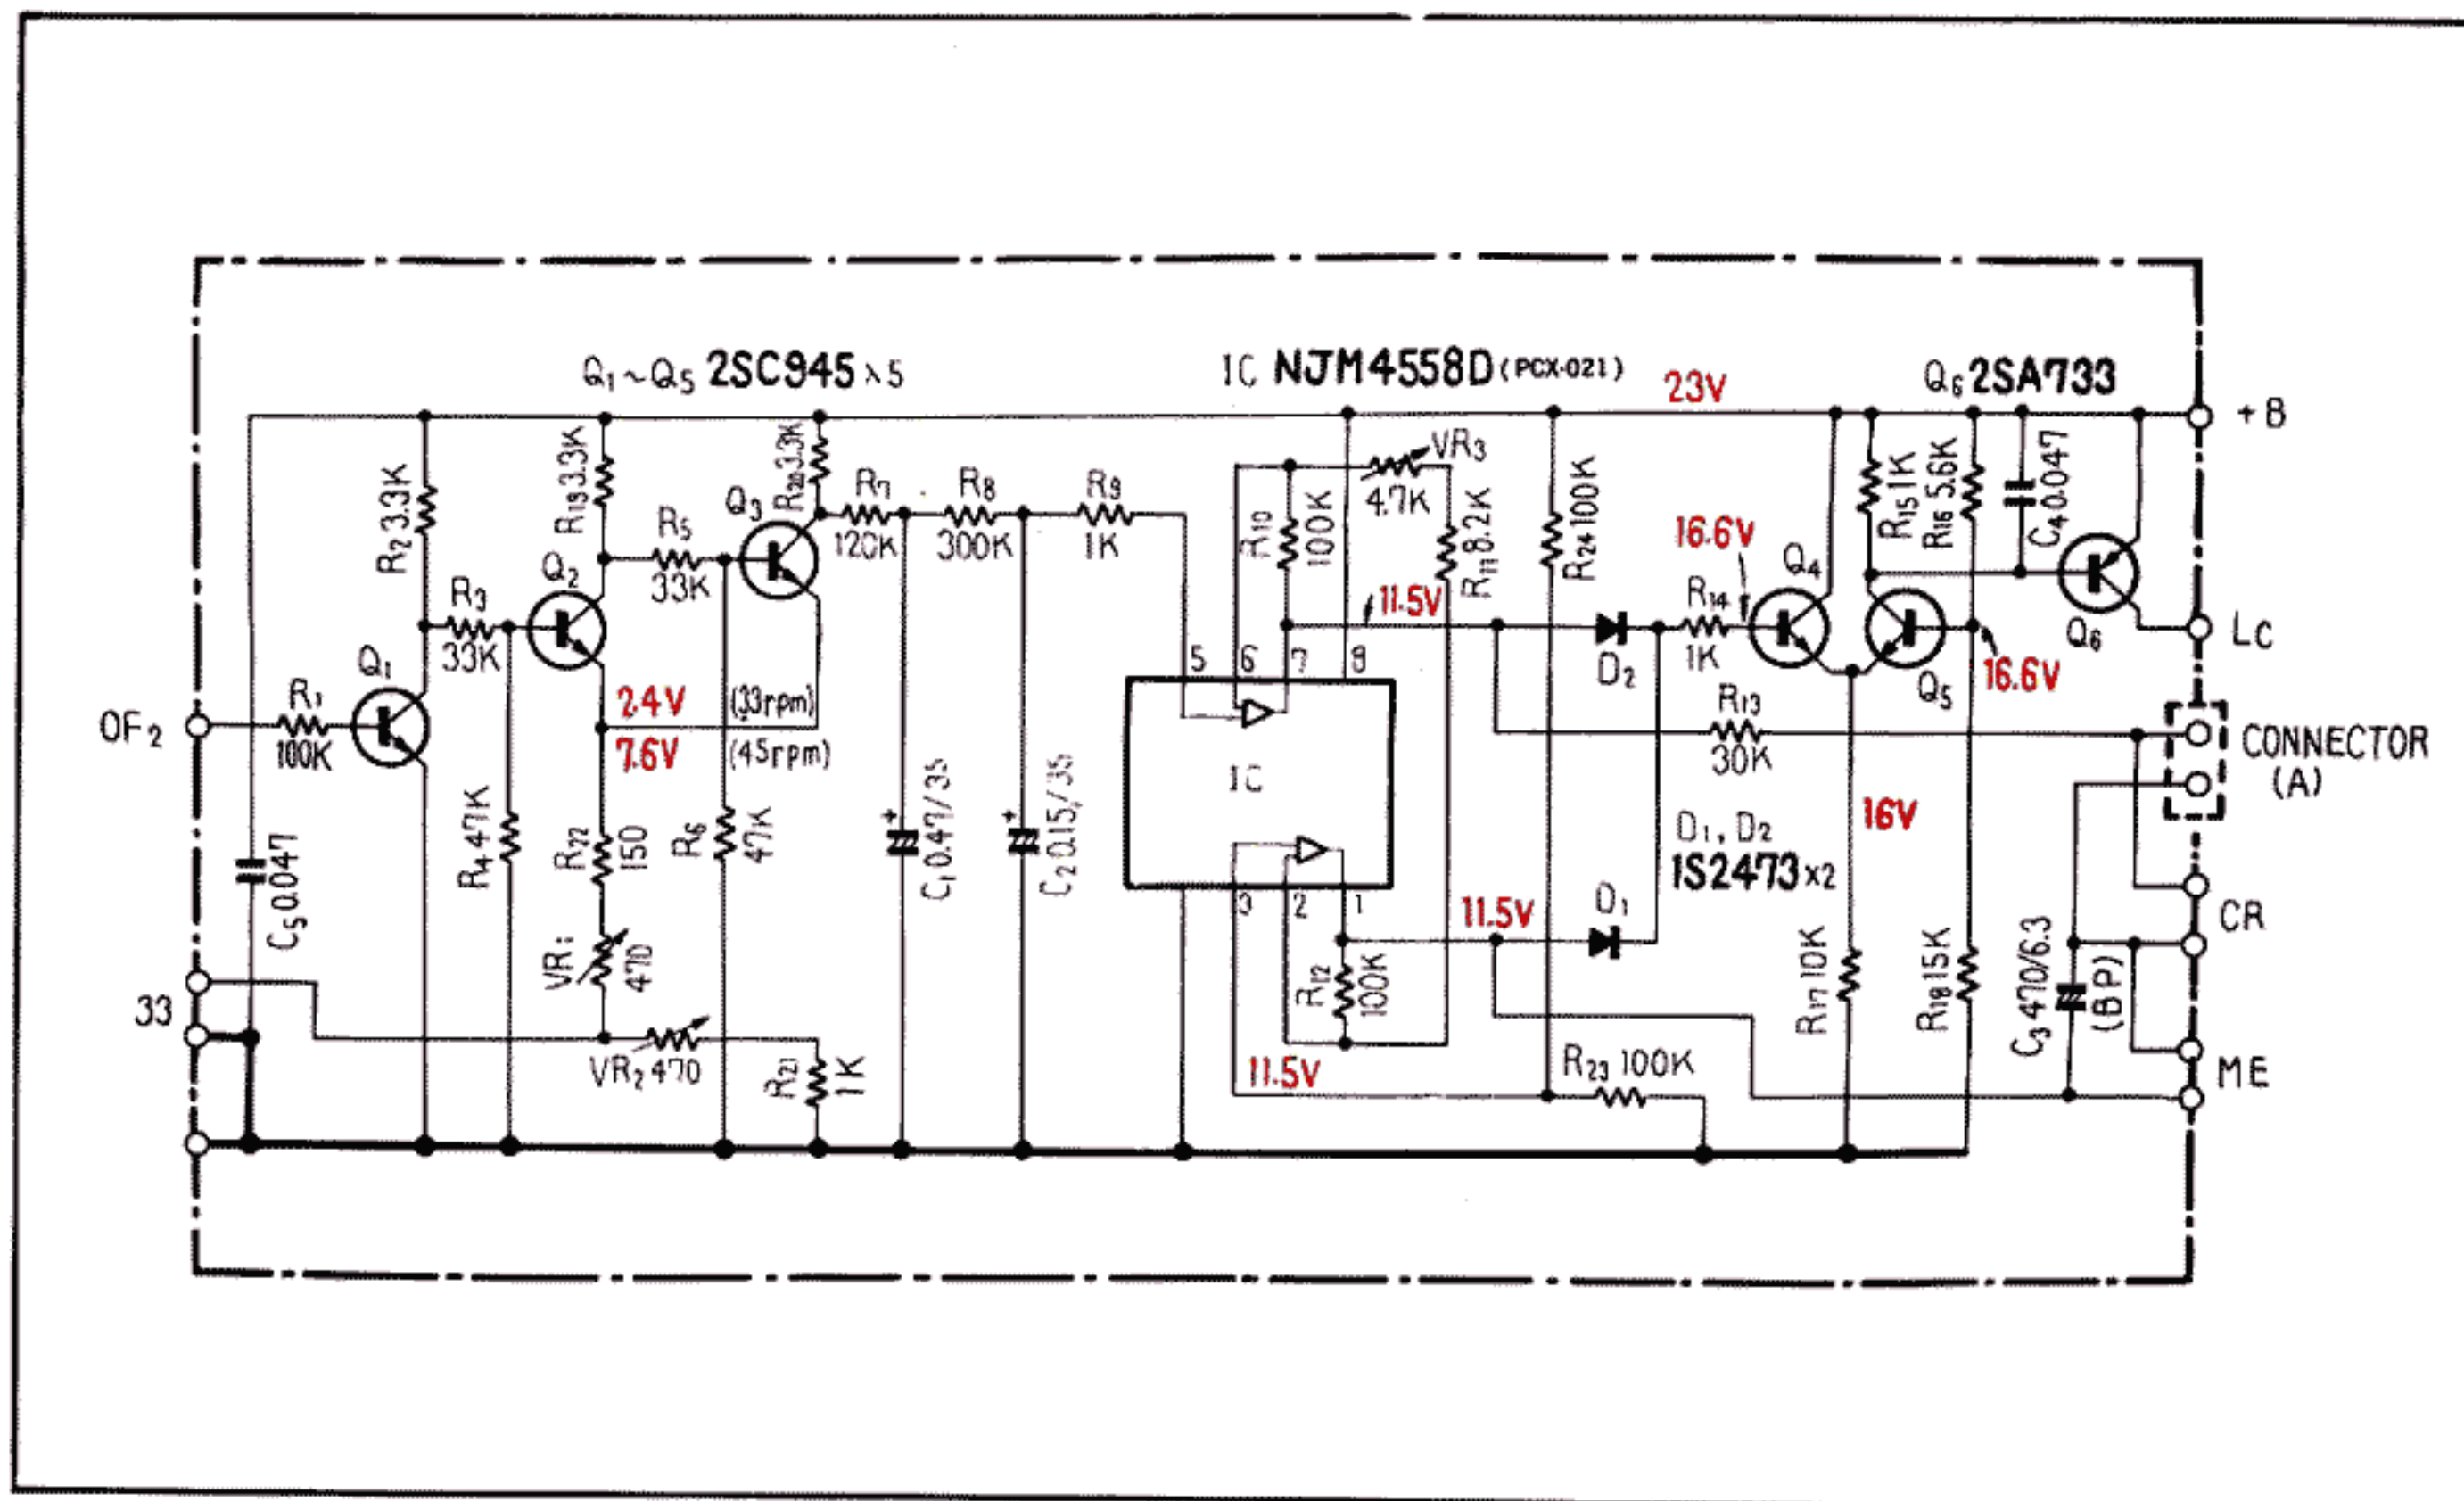 Q1~Q5 2SC945 x5
IC NJM4558D (PCX-021)
23V
Q6 2SA733
+B
R2 3.3K
R19 3.3K
R20 3.3K
Q3
R7
120K
R8
300K
R9
1K
R10
100K
VR3
4.7K
R11 8.2K
R24 100K
16.6V
Q4
R15 1K
R16 5.6K
C4 0.047
R3
33K
Q2
R5
33K
11.5V
D2
R14
1K
Q5
16.6V
Q6
LC
Q1
OF2
R1
100K
2.4V (33rpm)
7.6V (45rpm)
5 6 7 8
IC
3 2 1
R13
30K
CONNECTOR
(A)
16V
D1, D2
1S2473 x2
C5 0.047
R4 47K
R22
150
R6
47K
C1 0.47/35
C2 0.15/35
11.5V
D1
CR
VR1
470
R12
100K
R17 10K
R18 15K
C3 470/6.3
(BP)
33
VR2 470
R21
1K
11.5V
R23 100K
ME